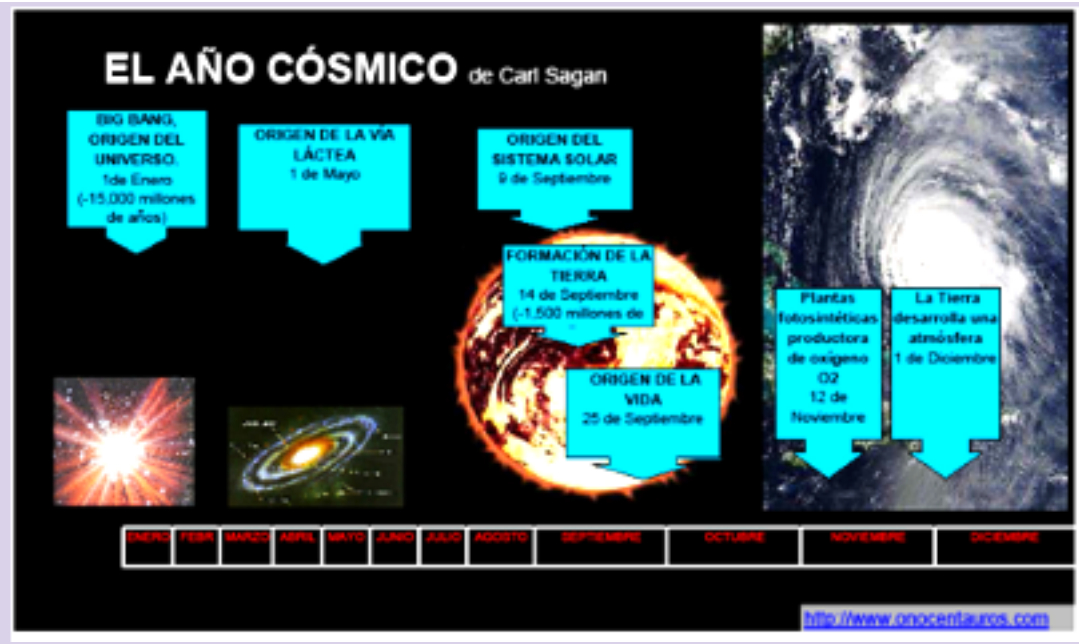 EL AÑO CÓSMICO de Carl Sagan
BIG BANG,
ORIGEN DEL
UNIVERSO.
1de Enero
(-15,000 millones
de años)
ORIGEN DE LA VÍA
LÁCTEA
1 de Mayo
ORIGEN DEL
SISTEMA SOLAR
9 de Septiembre
FORMACIÓN DE LA
TIERRA
14 de Septiembre
(-1,500 millones de
ORIGEN DE LA
VIDA
25 de Septiembre
Plantas
fotosintéticas
productora
de oxígeno
O2
12 de
Noviembre
La Tierra
desarrolla una
atmósfera
1 de Diciembre
ENERO FEBR MARZO ABRIL MAYO JUNIO JULIO AGOSTO SEPTIEMBRE OCTUBRE NOVIEMBRE DICIEMBRE
http://www.onocentauros.com